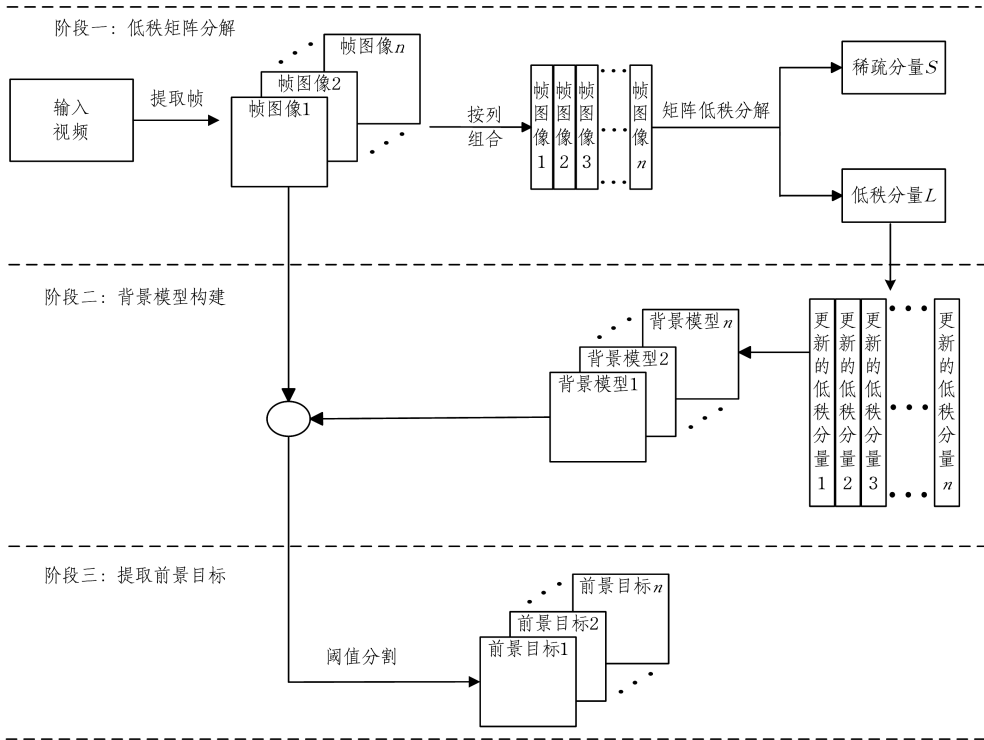 阶段一：低秩矩阵分解
输入
视频
提取帧
帧图像n
帧图像2
帧图像1
按列
组合
帧图像1
帧图像2
帧图像3
帧图像n
矩阵低秩分解
稀疏分量S
低秩分量L
阶段二：背景模型构建
背景模型n
背景模型2
背景模型1
更新的低秩分量1
更新的低秩分量2
更新的低秩分量3
更新的低秩分量n
阶段三：提取前景目标
阈值分割
前景目标n
前景目标2
前景目标1